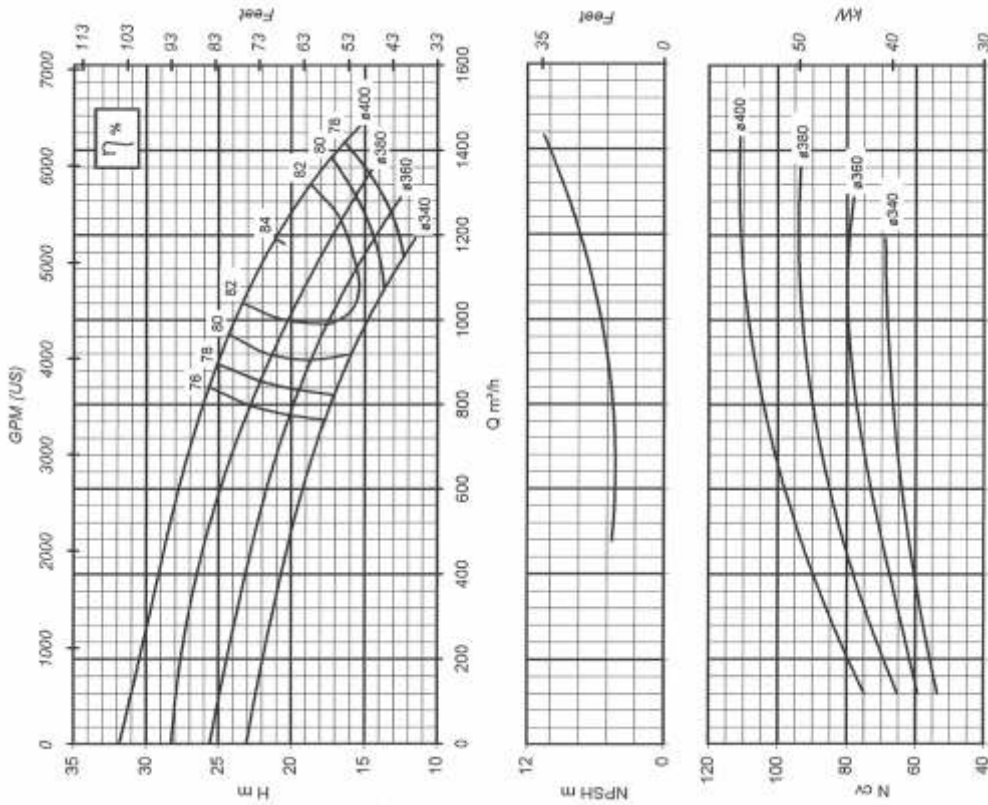 GPM (US)
0 1000 2000 3000 4000 5000 6000 7000
H m
35
30
25
20
15
10
Feet
113
103
93
83
73
63
53
43
33
η %
76 78 80 82 84 82 80 78
ø400
ø380
ø360
ø340
0 200 400 600 800 1000 1200 1400 1600
Q m³/h
NPSH m
12
0
Feet
35
0
N cv
120
100
80
60
40
kW
50
40
30
ø400
ø380
ø360
ø340